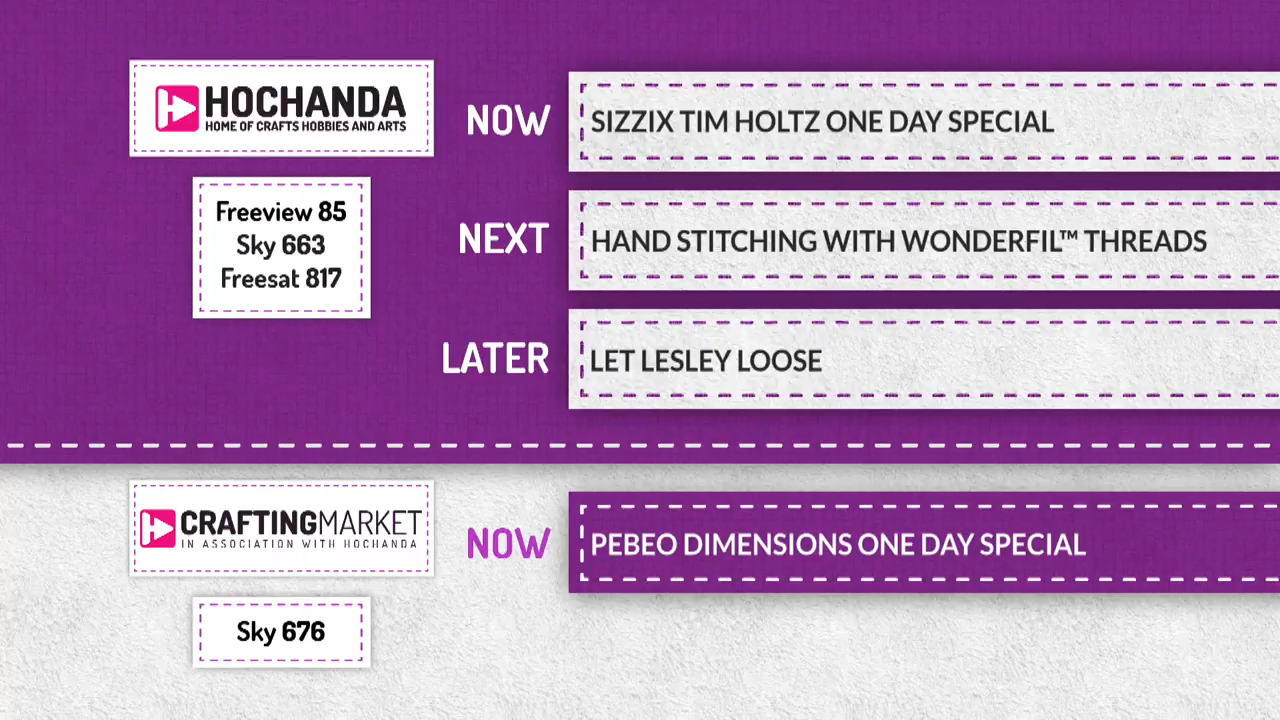 HOCHANDA
HOME OF CRAFTS HOBBIES AND ARTS
Freeview 85
Sky 663
Freesat 817
NOW
SIZZIX TIM HOLTZ ONE DAY SPECIAL
NEXT
HAND STITCHING WITH WONDERFIL™ THREADS
LATER
LET LESLEY LOOSE
CRAFTINGMARKET
IN ASSOCIATION WITH HOCHANDA
Sky 676
NOW
PEBEO DIMENSIONS ONE DAY SPECIAL